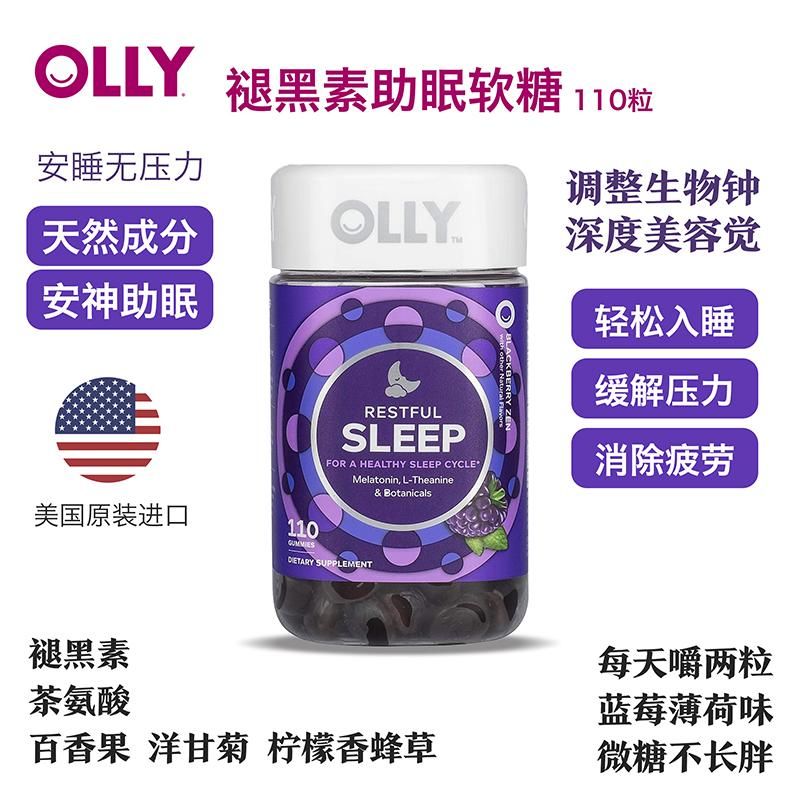 OLLY
褪黑素助眠软糖 110粒
安睡无压力
天然成分
安神助眠
美国原装进口
调整生物钟
深度美容觉
轻松入睡
缓解压力
消除疲劳
OLLY™
BLACKBERRY ZEN
with other Natural Flavors
RESTFUL
SLEEP
FOR A HEALTHY SLEEP CYCLE*
Melatonin, L-Theanine
& Botanicals
110
GUMMIES
DIETARY SUPPLEMENT
褪黑素
茶氨酸
百香果 洋甘菊 柠檬香蜂草
每天嚼两粒
蓝莓薄荷味
微糖不长胖